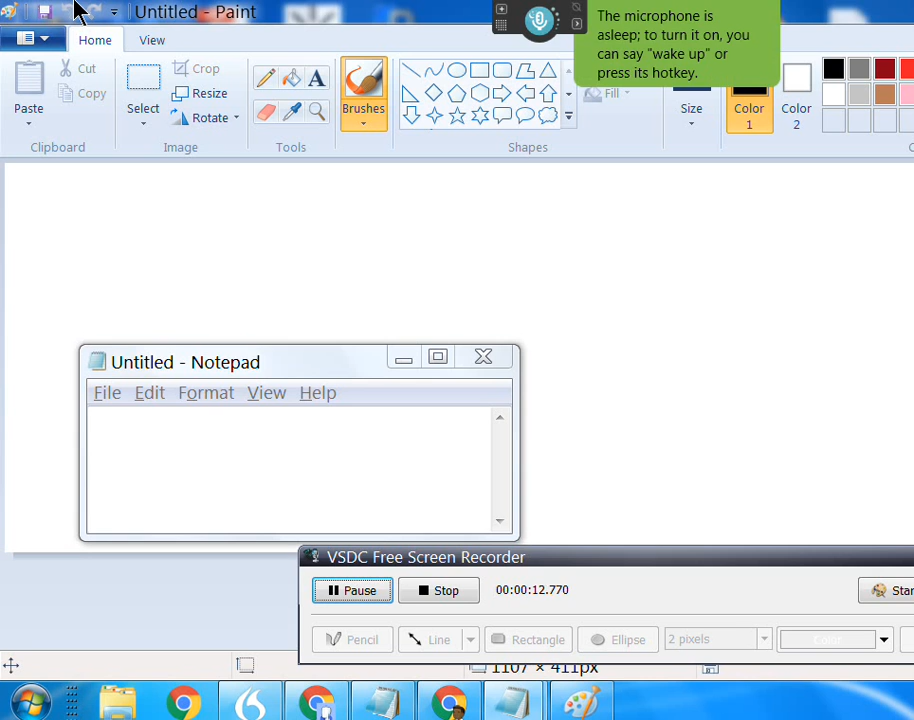 Untitled - Paint
Home View
The microphone is
asleep; to turn it on, you
can say "wake up" or
press its hotkey.
Paste
Cut
Copy
Clipboard
Select
Crop
Resize
Rotate
Image
A
Tools
Brushes
Fill
Shapes
Size
Color
1
Color
2
Untitled - Notepad
File Edit Format View Help
VSDC Free Screen Recorder
Pause Stop 00:00:12.770
Pencil Line Rectangle Ellipse 2 pixels
1107 × 411px